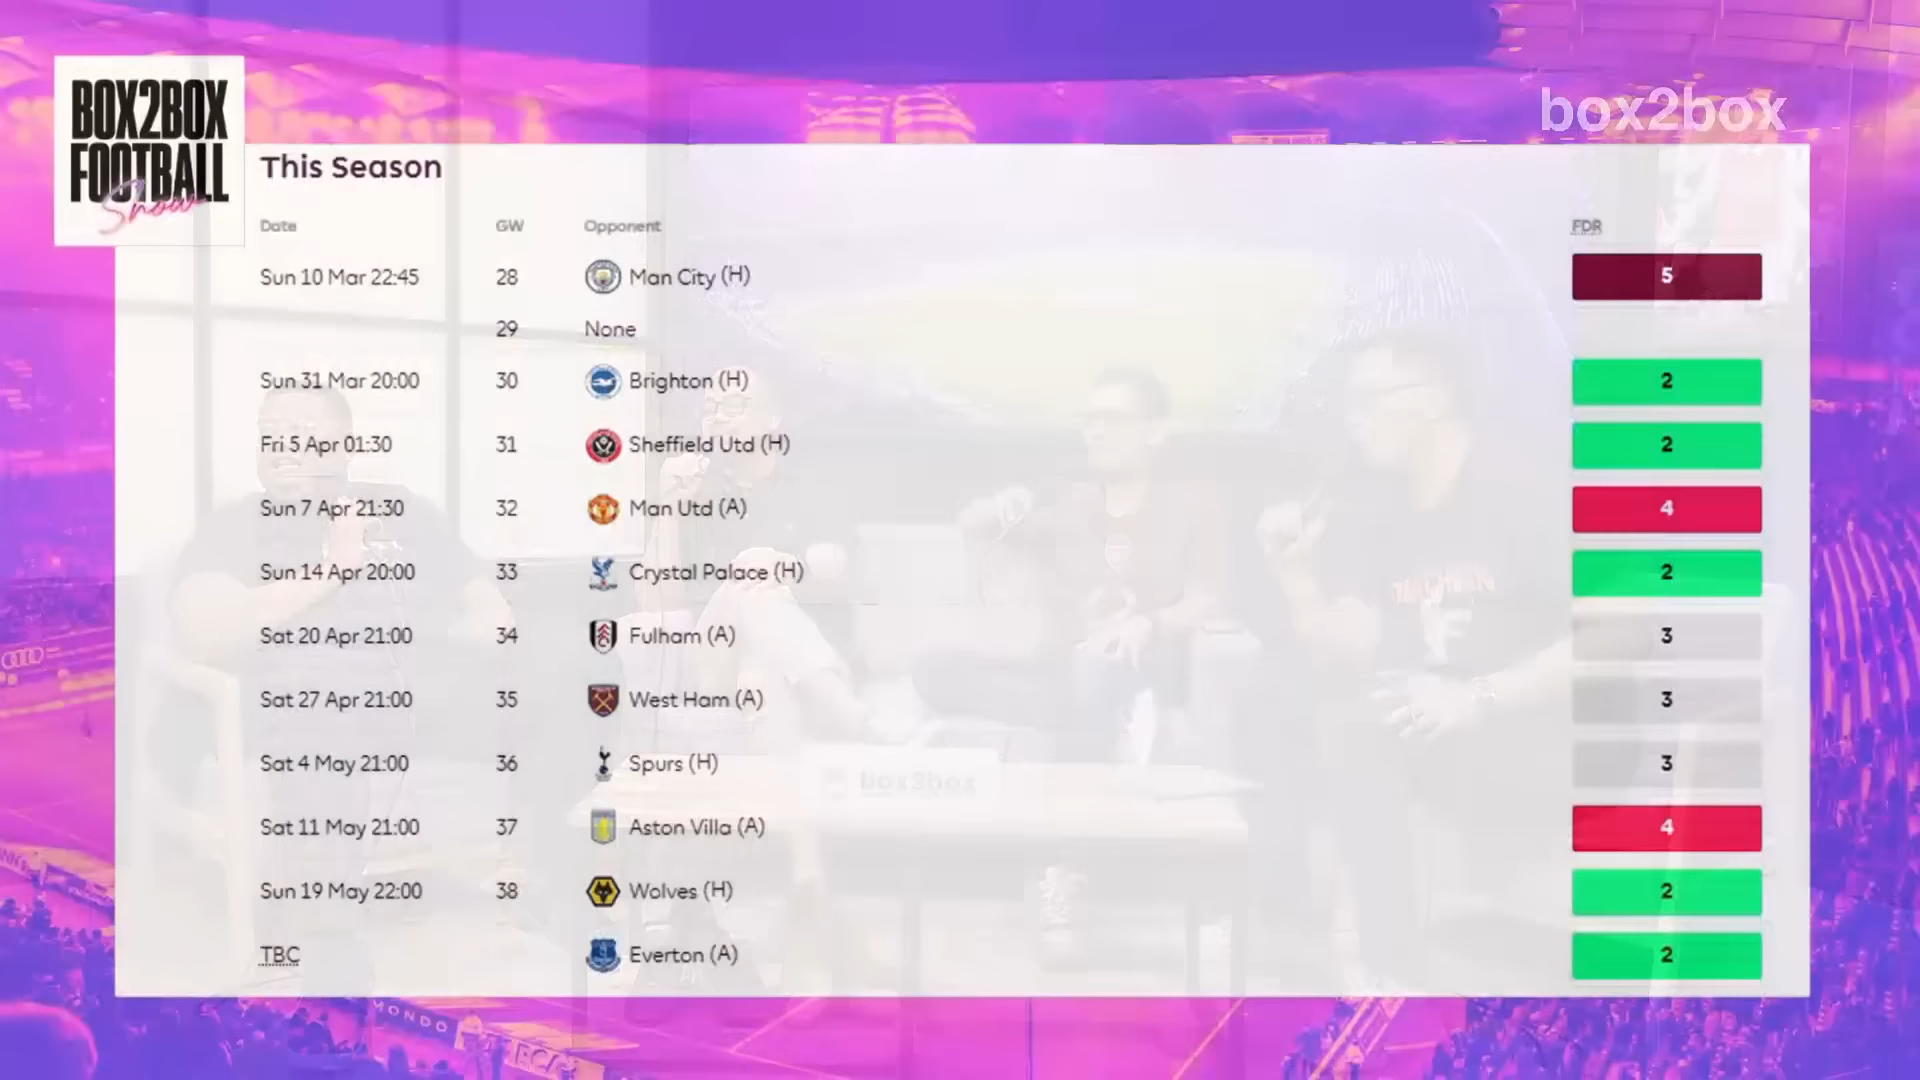 BOX2BOX
FOOTBALL
Show
box2box
This Season
Date GW Opponent FDR
Sun 10 Mar 22:45 28 Man City (H) 5
29 None
Sun 31 Mar 20:00 30 Brighton (H) 2
Fri 5 Apr 01:30 31 Sheffield Utd (H) 2
Sun 7 Apr 21:30 32 Man Utd (A) 4
Sun 14 Apr 20:00 33 Crystal Palace (H) 2
Sat 20 Apr 21:00 34 Fulham (A) 3
Sat 27 Apr 21:00 35 West Ham (A) 3
Sat 4 May 21:00 36 Spurs (H) 3
box2box
Sat 11 May 21:00 37 Aston Villa (A) 4
Sun 19 May 22:00 38 Wolves (H) 2
TBC Everton (A) 2
MONDO